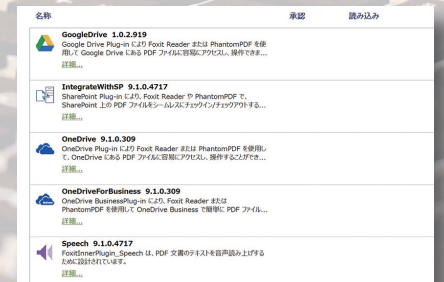 名称 承認 読み込み
GoogleDrive 1.0.2.919
Google Drive Plug-in により Foxit Reader または PhantomPDF を使
用して Google Drive にある PDF ファイルに容易にアクセスし、操作できま...
詳細...
IntegrateWithSP 9.1.0.4717
SharePoint Plug-in により、Foxit Reader や PhantomPDF で、
SharePoint 上の PDF ファイルをシームレスにチェックイン/チェックアウトする...
詳細...
OneDrive 9.1.0.309
OneDrive Plug-in により Foxit Reader または PhantomPDF を使用し
て、OneDrive にある PDF ファイルに容易にアクセスし、操作することができ...
詳細...
OneDriveForBusiness 9.1.0.309
OneDrive BusinessPlug-in により、Foxit Reader または
PhantomPDF を使用して OneDrive Business で簡単に PDF ファイル...
詳細...
Speech 9.1.0.4717
FoxitInnerPlugin_Speech は、PDF 文書のテキストを音声読み上げする
ために設計されています。
詳細...